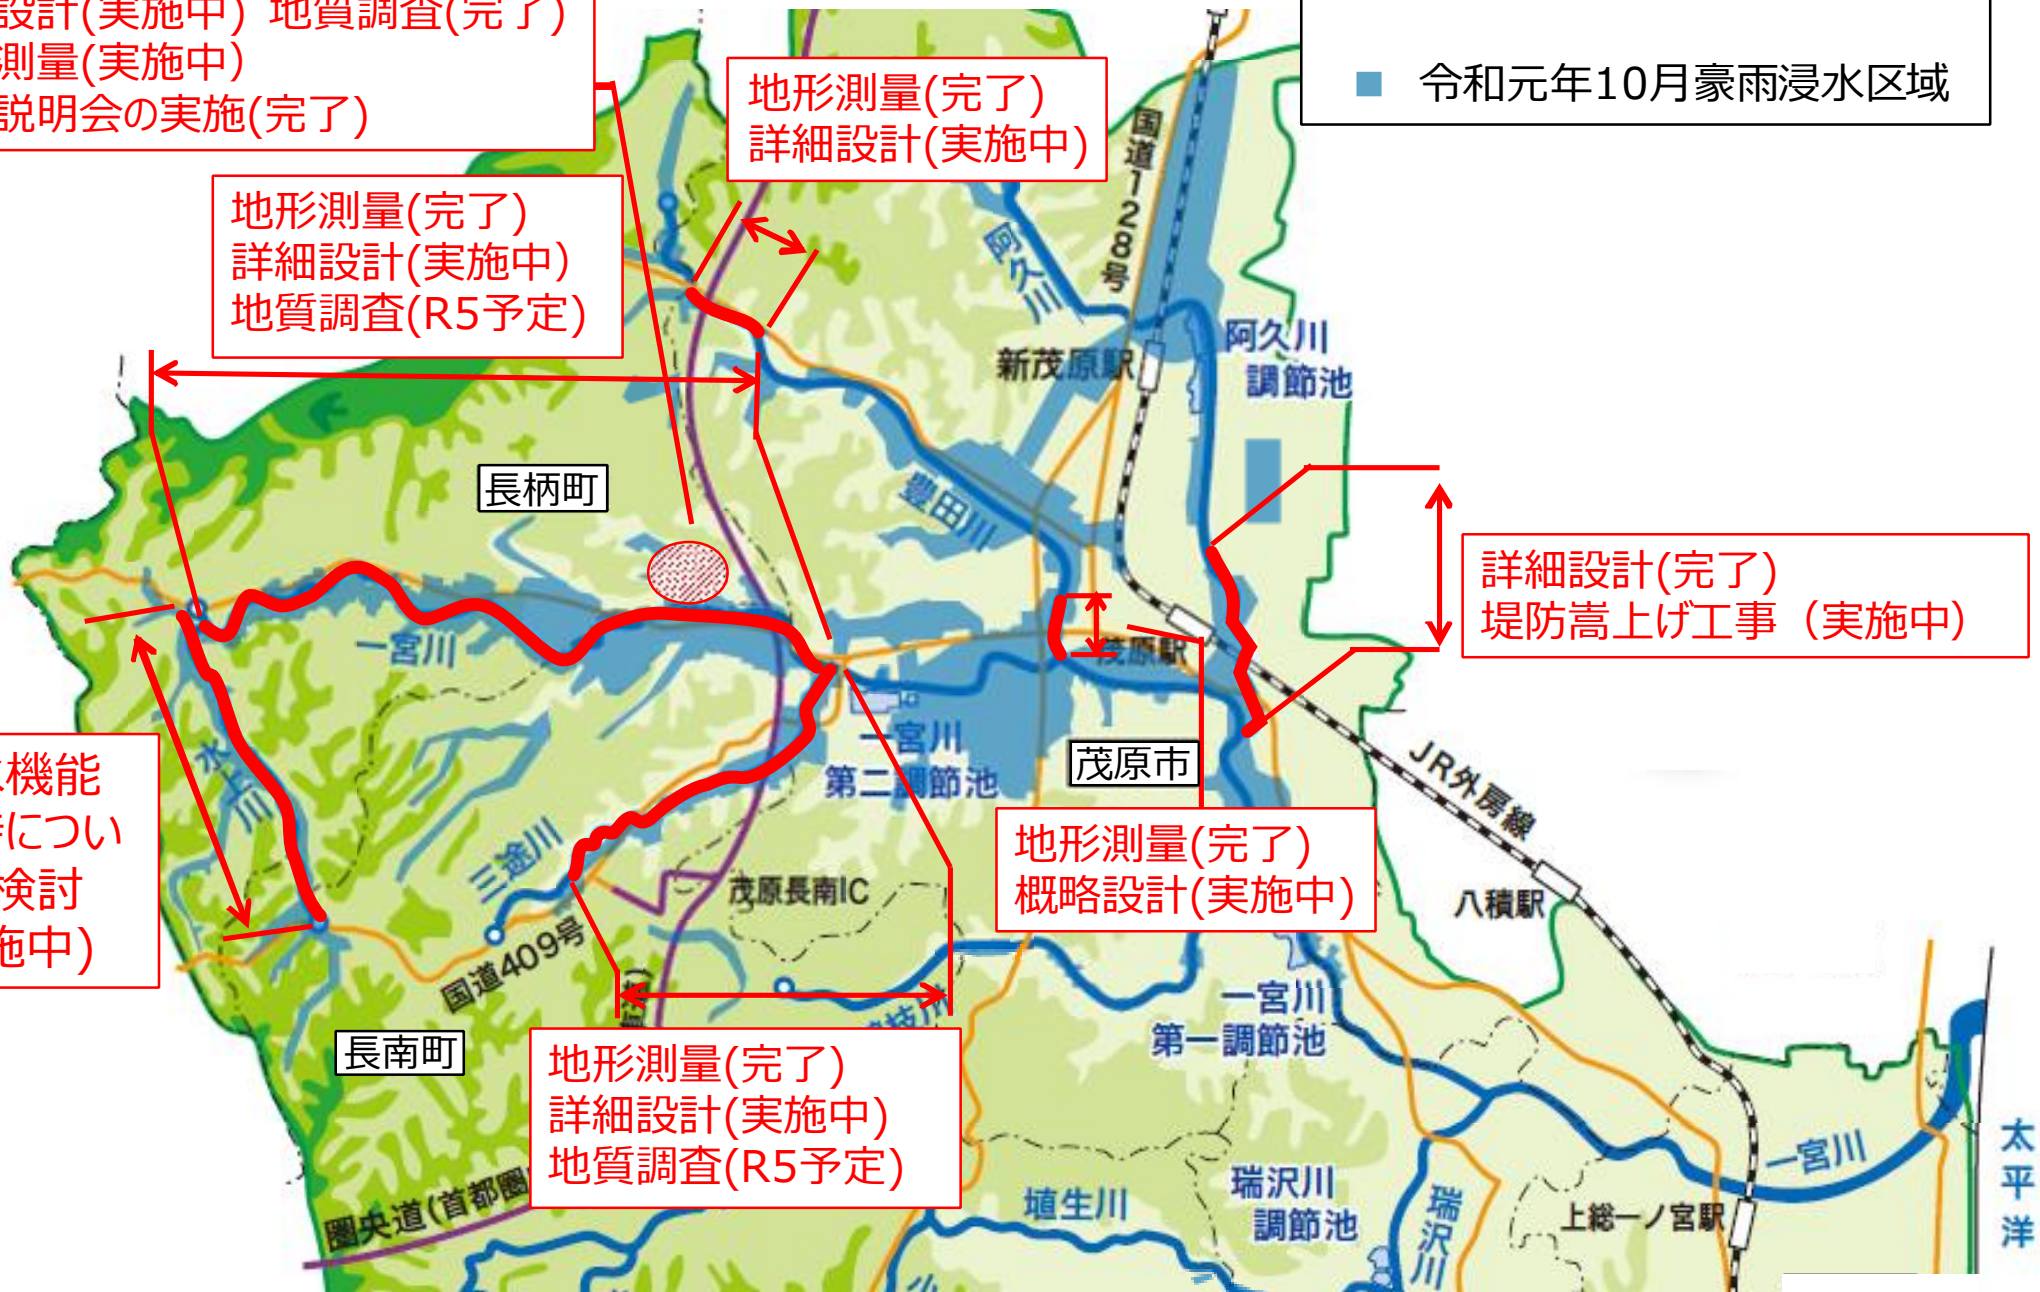 設計(実施中) 地質調査(完了)
測量(実施中)
説明会の実施(完了)
令和元年10月豪雨浸水区域
地形測量(完了)
詳細設計(実施中)
地形測量(完了)
詳細設計(実施中)
地質調査(R5予定)
国道128号
阿久川
新茂原駅
阿久川
調節池
長柄町
豊田川
詳細設計(完了)
堤防嵩上げ工事（実施中）
一宮川
茂原駅
水上川
機能
につい
検討
施中)
一宮川
第二調節池
茂原市
JR外房線
三途川
茂原長南IC
地形測量(完了)
概略設計(実施中)
八積駅
国道409号
一宮川
第一調節池
長南町
地形測量(完了)
詳細設計(実施中)
地質調査(R5予定)
圏央道(首都圏
埴生川
瑞沢川
調節池
瑞沢川
一宮川
上総一ノ宮駅
太平洋